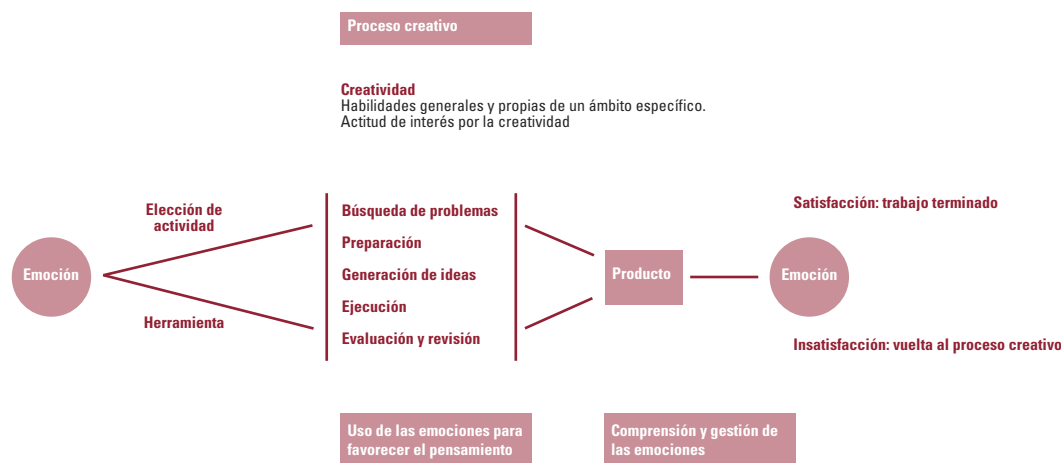 Proceso creativo
Creatividad
Habilidades generales y propias de un ámbito específico.
Actitud de interés por la creatividad
Elección de
actividad
Emoción
Herramienta
Búsqueda de problemas
Preparación
Generación de ideas
Ejecución
Evaluación y revisión
Producto
Satisfacción: trabajo terminado
Emoción
Insatisfacción: vuelta al proceso creativo
Uso de las emociones para
favorecer el pensamiento
Comprensión y gestión de
las emociones